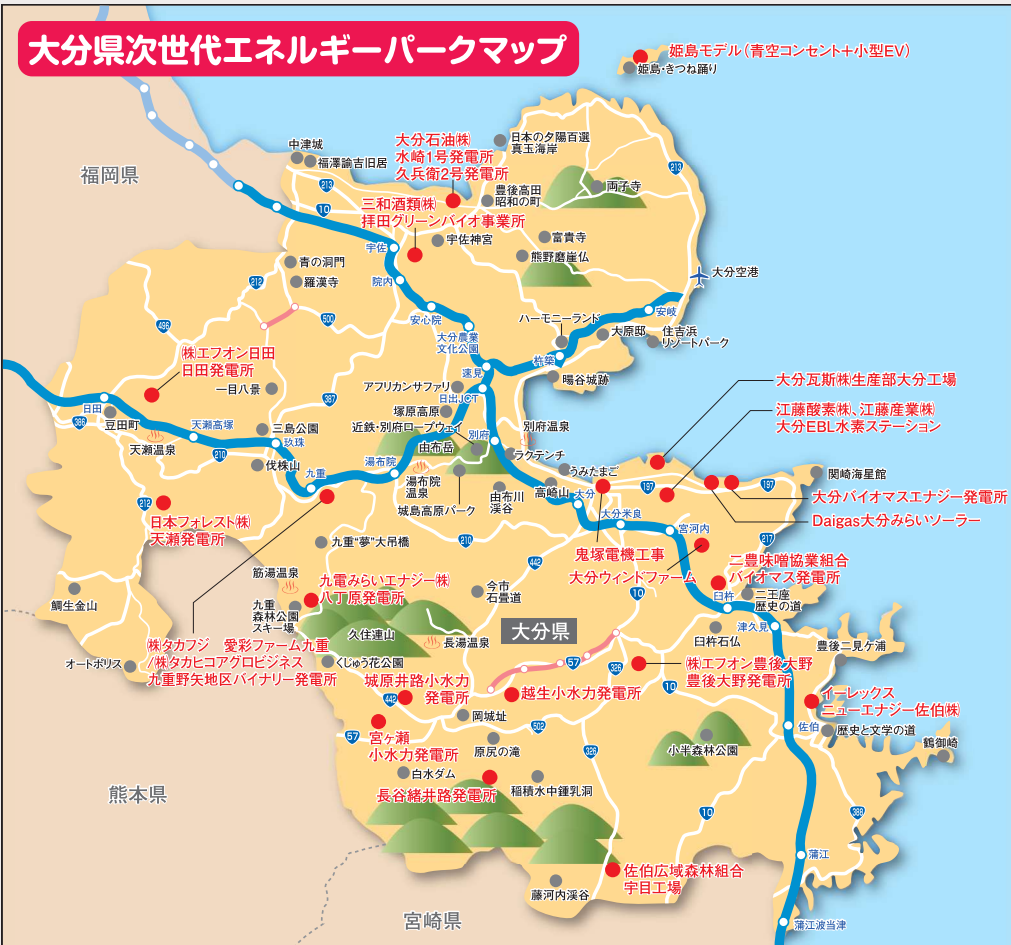 大分県次世代エネルギーパークマップ
姫島モデル（青空コンセント＋小型EV）
姫島・きつね踊り
中津城
福澤諭吉旧居
大分石油㈱
水崎1号発電所
久兵衛2号発電所
日本の夕陽百選
真玉海岸
213
福岡県
213
10
豊後高田
昭和の町
両子寺
三和酒類㈱
拝田グリーンバイオ事業所
宇佐
宇佐神宮
富貴寺
熊野磨崖仏
青の洞門
羅漢寺
212
院内
大分空港
496
500
安心院
大分農業
文化公園
ハーモニーランド
安岐
大原邸
住吉浜
リゾートパーク
㈱エフオン日田
日田発電所
速見
杵築
暘谷城跡
一目八景
387
アフリカンサファリ
日出JCT
塚原高原
大分瓦斯㈱生産部大分工場
日田
386
豆田町
天瀬高塚
三島公園
玖珠
近鉄・別府ロープウェイ
別府
別府温泉
江藤酸素㈱、江藤産業㈱
大分EBL水素ステーション
天瀬温泉
210
伐株山
由布岳
ラクテンチ
九重
湯布院
湯布院
温泉
城島高原パーク
由布川
渓谷
うみたまご
高崎山
大分
197
197
関崎海星館
大分バイオマスエナジー発電所
Daigas大分みらいソーラー
212
日本フォレスト㈱
天瀬発電所
大分米良
宮河内
217
九重“夢”大吊橋
210
442
鬼塚電機工事
大分ウィンドファーム
二豊味噌協業組合
バイオマス発電所
筋湯温泉
九電みらいエナジー㈱
八丁原発電所
今市
石畳道
10
臼杵
二王座
歴史の道
鯛生金山
九重
森林公園
スキー場
久住連山
長湯温泉
大分県
臼杵石仏
津久見
㈱タカフジ　愛彩ファーム九重
/㈱タカヒコアグロビジネス
九重野矢地区バイナリー発電所
オートポリス
くじゅう花公園
57
326
㈱エフオン豊後大野
豊後大野発電所
豊後二見ケ浦
城原井路小水力
発電所
442
越生小水力発電所
イーレックス
ニューエナジー佐伯㈱
57
宮ヶ瀬
小水力発電所
岡城址
502
佐伯
歴史と文学の道
原尻の滝
326
小半森林公園
鶴御崎
白水ダム
長谷緒井路発電所
稲積水中鍾乳洞
熊本県
10
388
蒲江
佐伯広域森林組合
宇目工場
藤河内渓谷
宮崎県
蒲江波当津